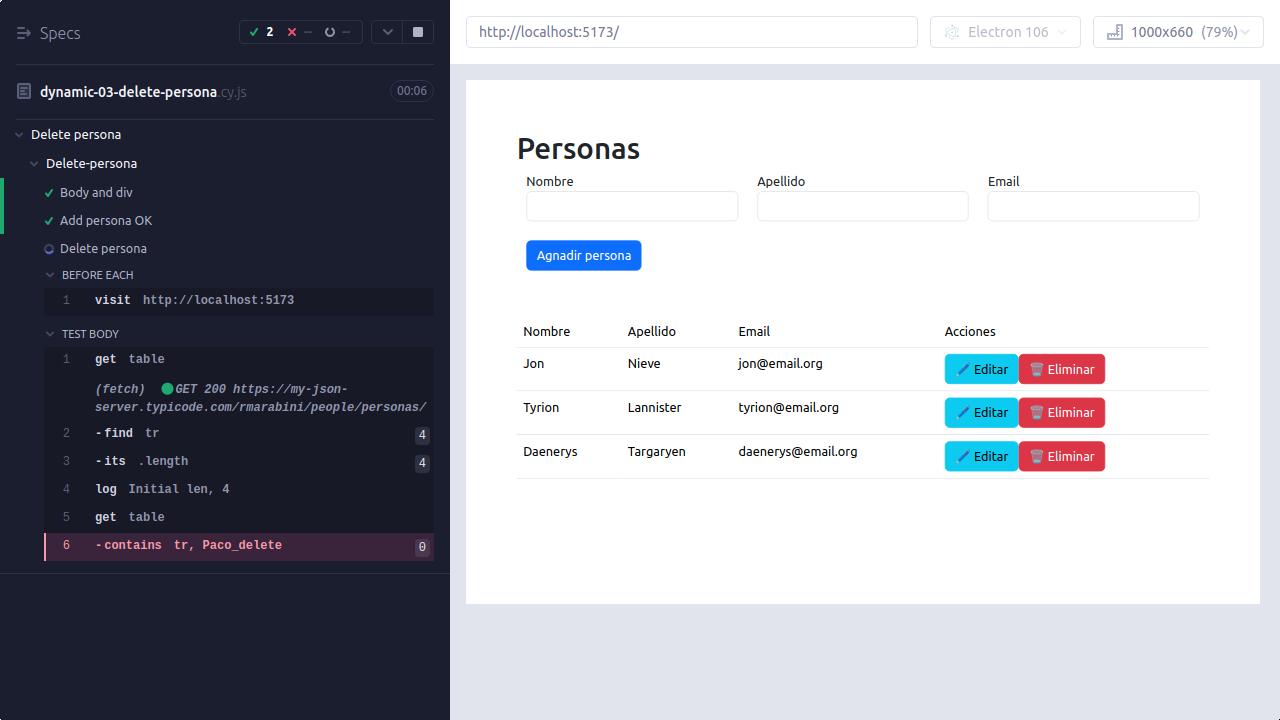 Specs
2 -- --
dynamic-03-delete-persona.cy.js 00:06
Delete persona
Delete-persona
Body and div
Add persona OK
Delete persona
BEFORE EACH
1 visit http://localhost:5173
TEST BODY
1 get table
(fetch) GET 200 https://my-json-
server.typicode.com/rmarabini/people/personas/
2 -find tr 4
3 -its .length 4
4 log Initial len, 4
5 get table
6 -contains tr, Paco_delete 0
http://localhost:5173/ Electron 106 1000x660 (79%)
Personas
Nombre Apellido Email
Agnadir persona
Nombre Apellido Email Acciones
Jon Nieve jon@email.org Editar Eliminar
Tyrion Lannister tyrion@email.org Editar Eliminar
Daenerys Targaryen daenerys@email.org Editar Eliminar